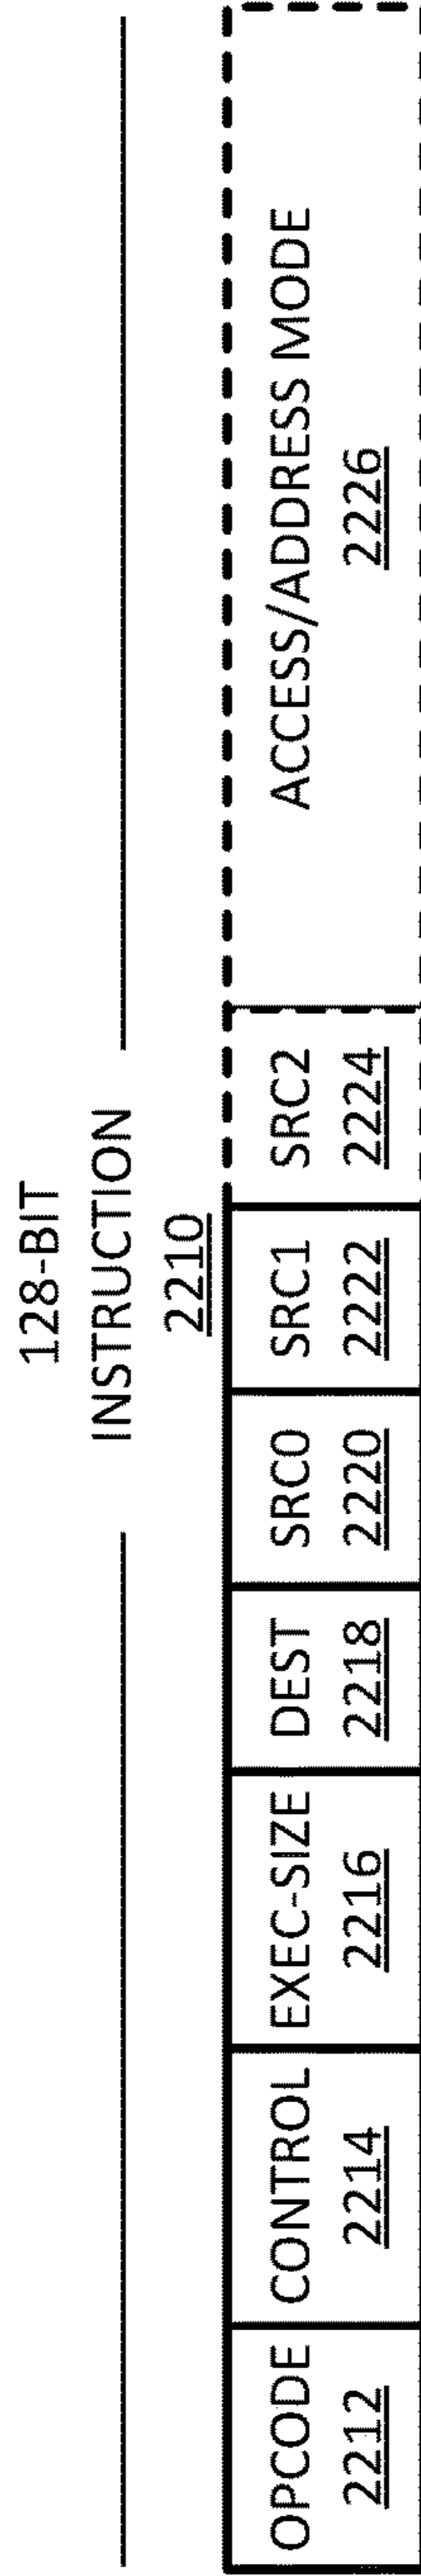 128-BIT
INSTRUCTION
2210
OPCODE
2212
CONTROL
2214
EXEC-SIZE
2216
DEST
2218
SRC0
2220
SRC1
2222
SRC2
2224
ACCESS/ADDRESS MODE
2226